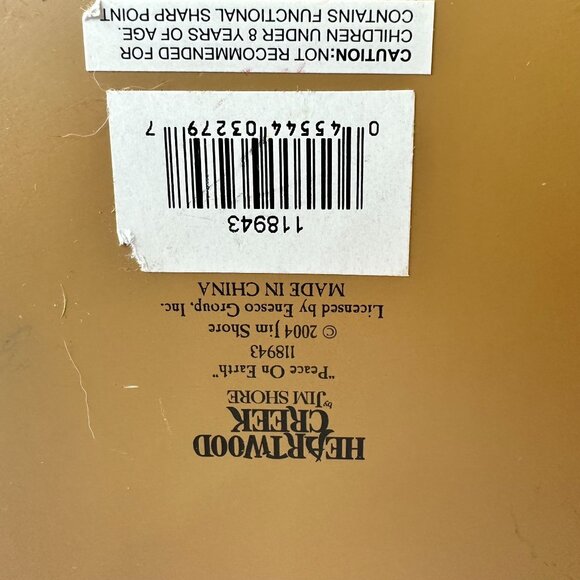 HEARTWOOD
CREEK
by JIM SHORE
"Peace On Earth"
118943
© 2004 Jim Shore
Licensed by Enesco Group, Inc.
MADE IN CHINA
118943
0 45544 03279 7
CAUTION: NOT RECOMMENDED FOR
CHILDREN UNDER 8 YEARS OF AGE.
CONTAINS FUNCTIONAL SHARP POINT